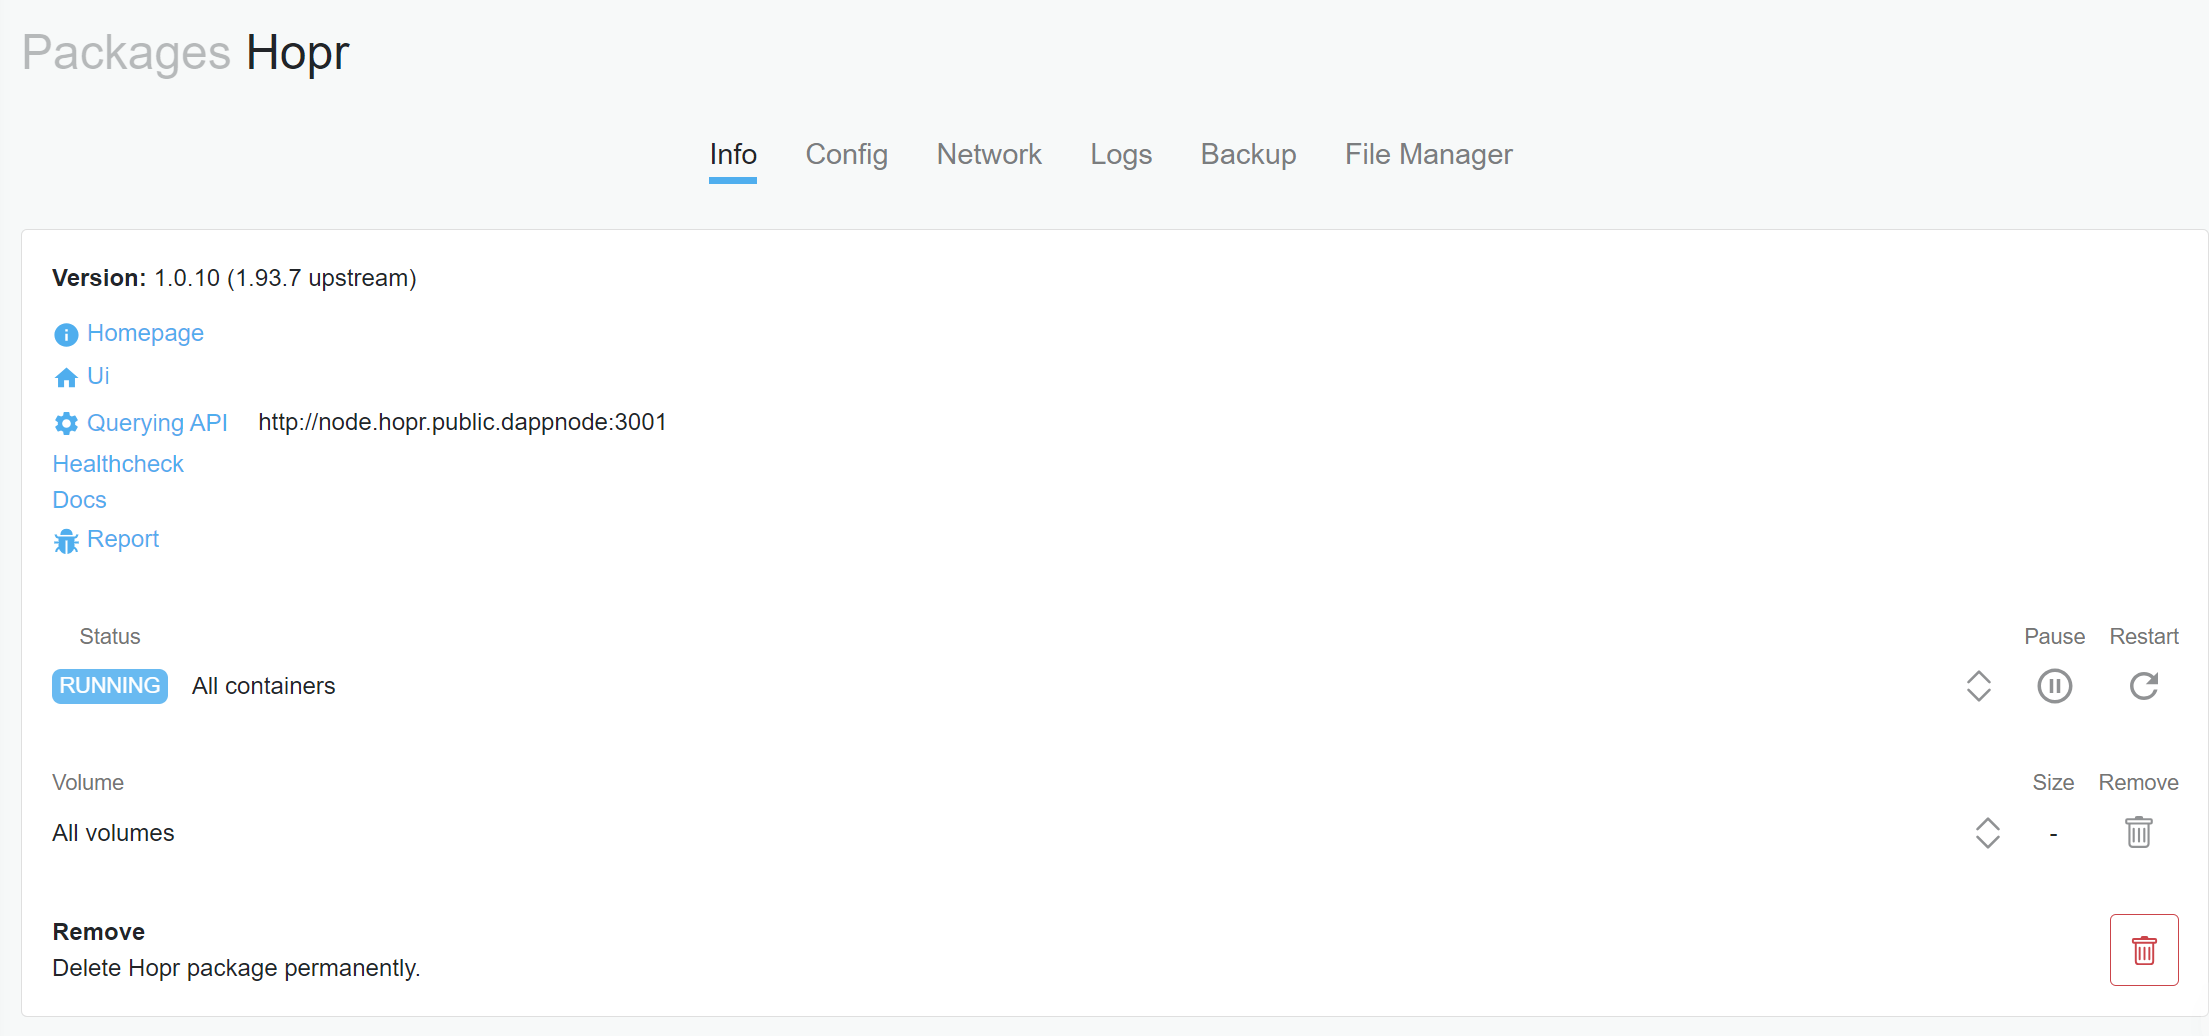 Packages Hopr
Info Config Network Logs Backup File Manager
Version: 1.0.10 (1.93.7 upstream)
Homepage
Ui
Querying API http://node.hopr.public.dappnode:3001
Healthcheck
Docs
Report
Status Pause Restart
RUNNING All containers
Volume Size Remove
All volumes -
Remove
Delete Hopr package permanently.